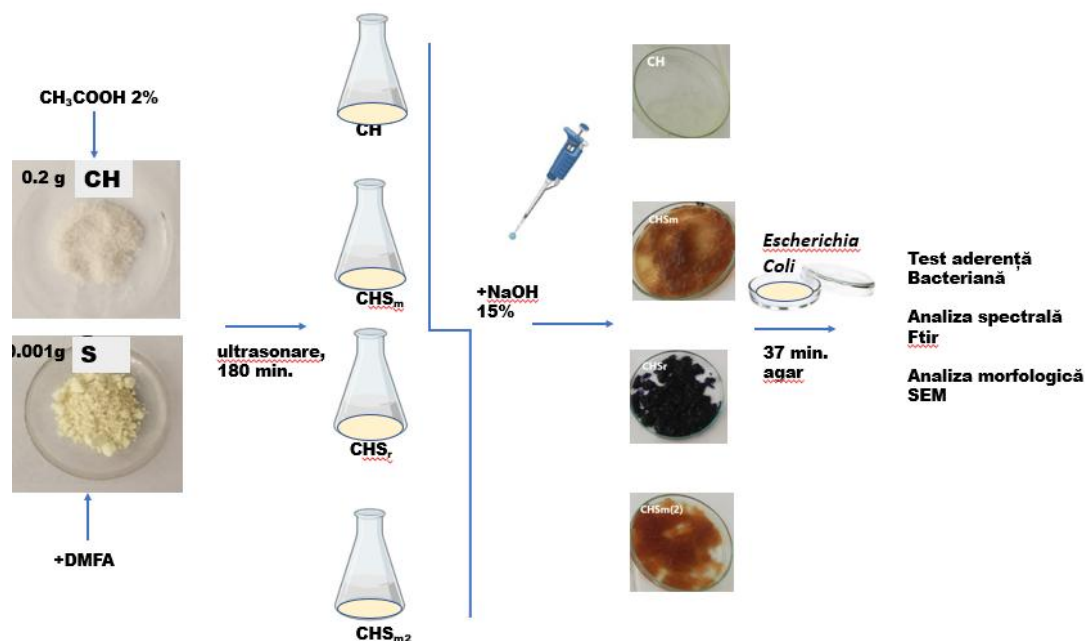 CH₃COOH 2%
0.2 g
CH
0.001g
S
+DMFA
ultrasonare,
180 min.
CH
CHSm
CHSr
CHSm2
+NaOH
15%
CH
CHSm
CHSr
CHSm(2)
Escherichia
Coli
37 min.
agar
Test aderență
Bacteriană
Analiza spectrală
Ftir
Analiza morfologică
SEM